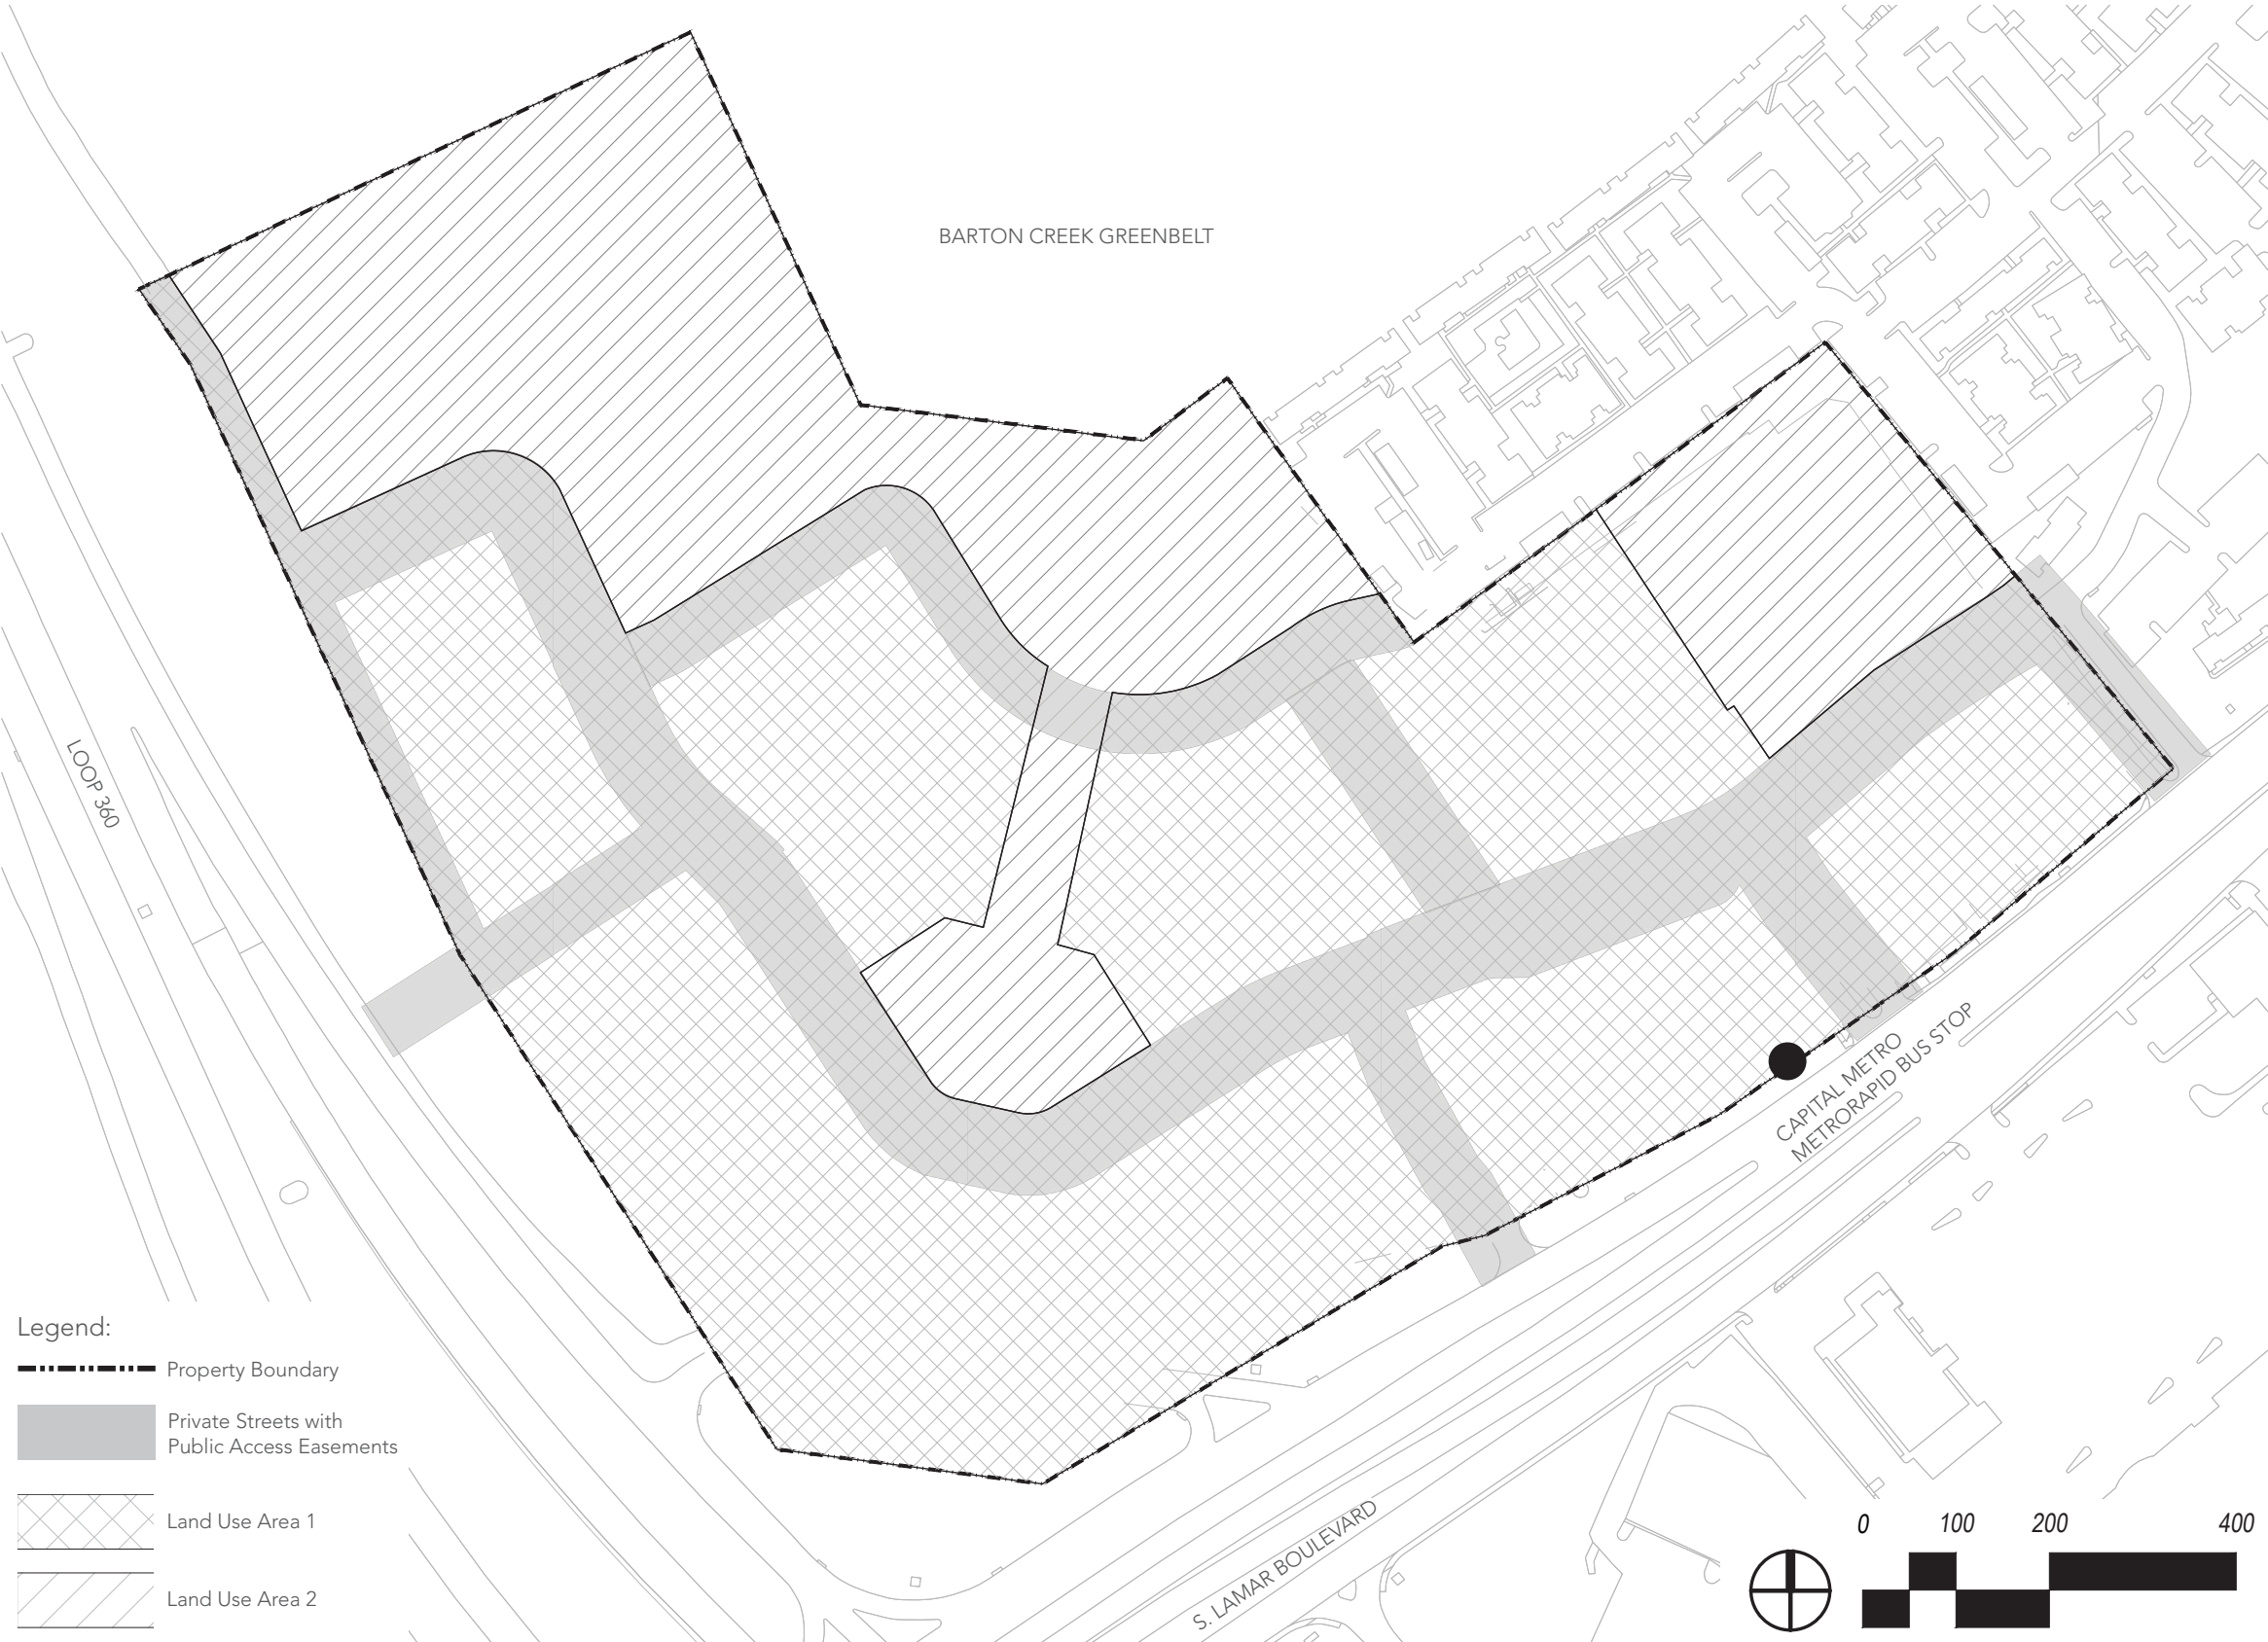 BARTON CREEK GREENBELT
LOOP 360
CAPITAL METRO
METRORAPID BUS STOP
S. LAMAR BOULEVARD
Legend:
Property Boundary
Private Streets with
Public Access Easements
Land Use Area 1
Land Use Area 2
0 100 200 400